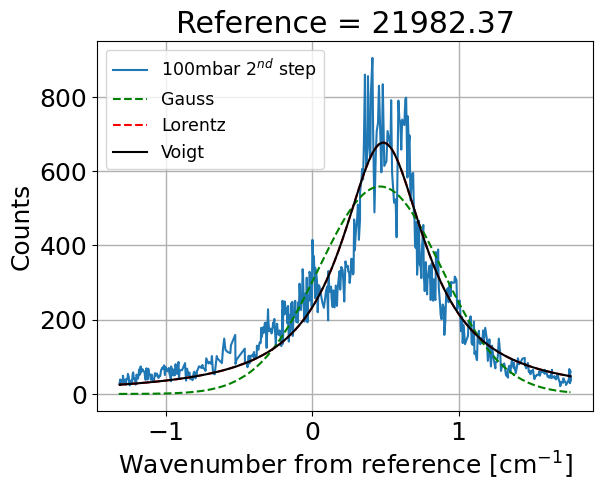 Reference = 21982.37
100mbar 2nd step
Gauss
Lorentz
Voigt
Counts
800
600
400
200
0
−1
0
1
Wavenumber from reference [cm−1]